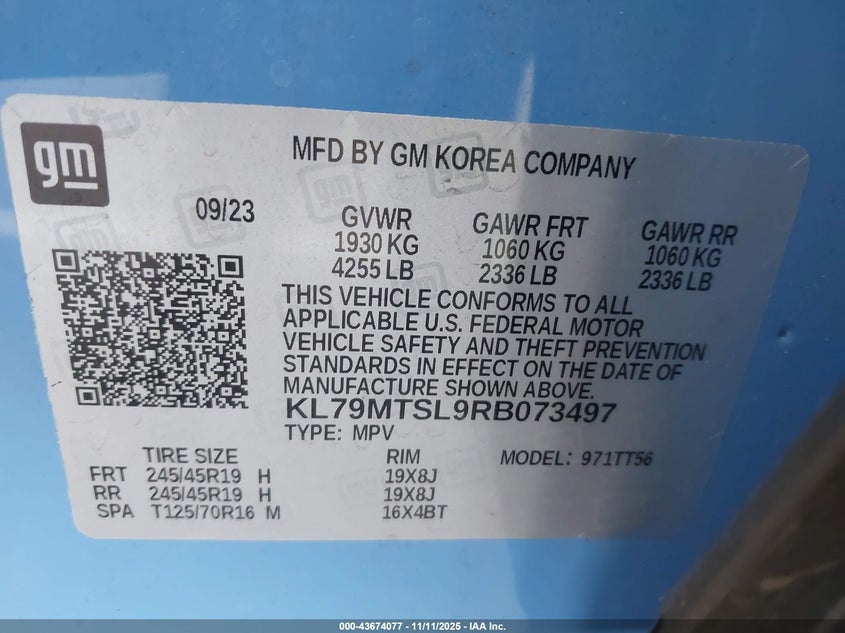 gm
MFD BY GM KOREA COMPANY
09/23
GVWR GAWR FRT GAWR RR
1930 KG 1060 KG 1060 KG
4255 LB 2336 LB 2336 LB
THIS VEHICLE CONFORMS TO ALL
APPLICABLE U.S. FEDERAL MOTOR
VEHICLE SAFETY AND THEFT PREVENTION
STANDARDS IN EFFECT ON THE DATE OF
MANUFACTURE SHOWN ABOVE.
KL79MTSL9RB073497
TYPE: MPV
TIRE SIZE RIM MODEL: 971TT56
FRT 245/45R19 H 19X8J
RR 245/45R19 H 19X8J
SPA T125/70R16 M 16X4BT
000-43674077 - 11/11/2025 - IAA Inc.